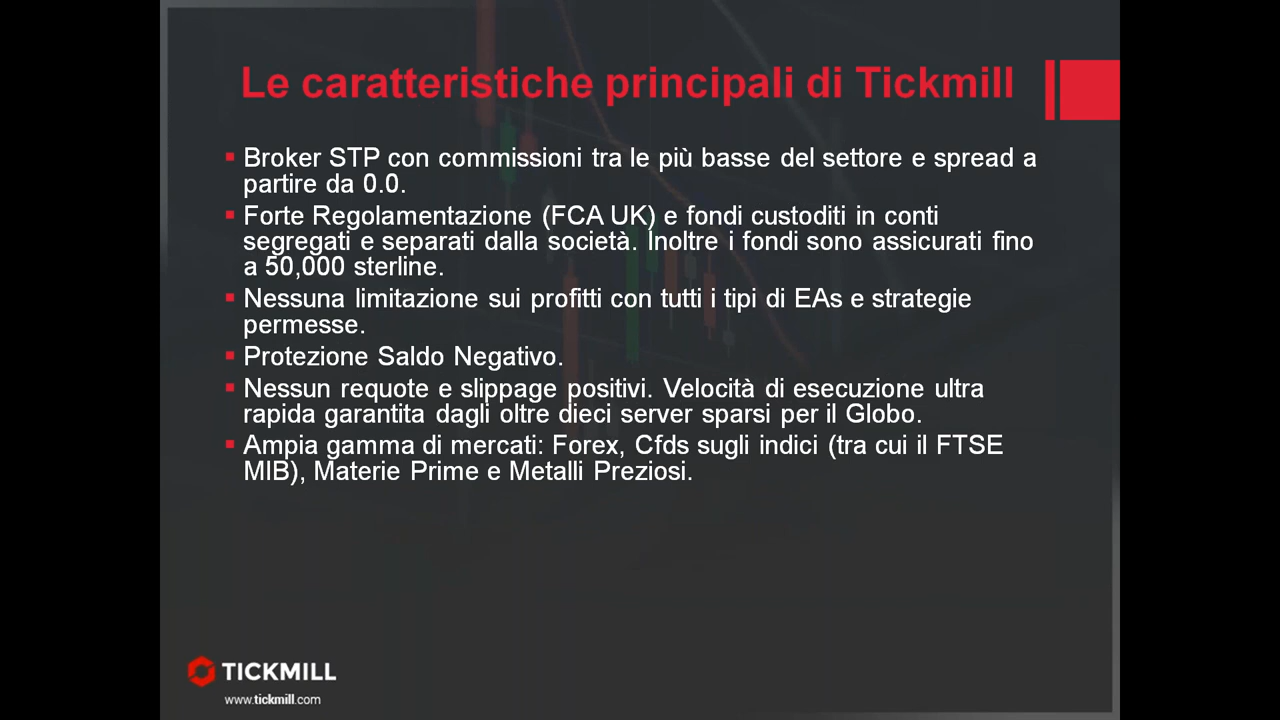 Le caratteristiche principali di Tickmill
Broker STP con commissioni tra le più basse del settore e spread a
partire da 0.0.
Forte Regolamentazione (FCA UK) e fondi custoditi in conti
segregati e separati dalla società. Inoltre i fondi sono assicurati fino
a 50,000 sterline.
Nessuna limitazione sui profitti con tutti i tipi di EAs e strategie
permesse.
Protezione Saldo Negativo.
Nessun requote e slippage positivi. Velocità di esecuzione ultra
rapida garantita dagli oltre dieci server sparsi per il Globo.
Ampia gamma di mercati: Forex, Cfds sugli indici (tra cui il FTSE
MIB), Materie Prime e Metalli Preziosi.
TICKMILL
www.tickmill.com